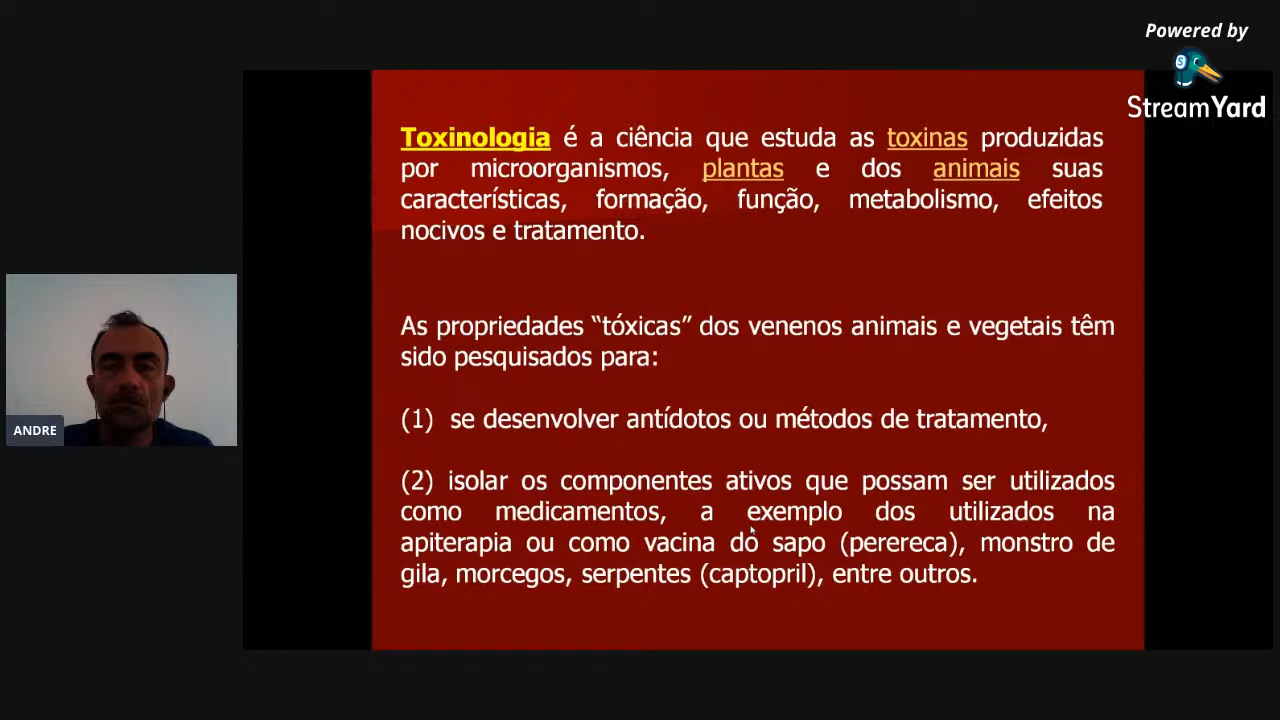 Powered by
StreamYard
Toxinologia é a ciência que estuda as toxinas produzidas
por microorganismos, plantas e dos animais suas
características, formação, função, metabolismo, efeitos
nocivos e tratamento.
As propriedades “tóxicas” dos venenos animais e vegetais têm
sido pesquisados para:
(1) se desenvolver antídotos ou métodos de tratamento,
(2) isolar os componentes ativos que possam ser utilizados
como medicamentos, a exemplo dos utilizados na
apiterapia ou como vacina do sapo (perereca), monstro de
gila, morcegos, serpentes (captopril), entre outros.
ANDRE